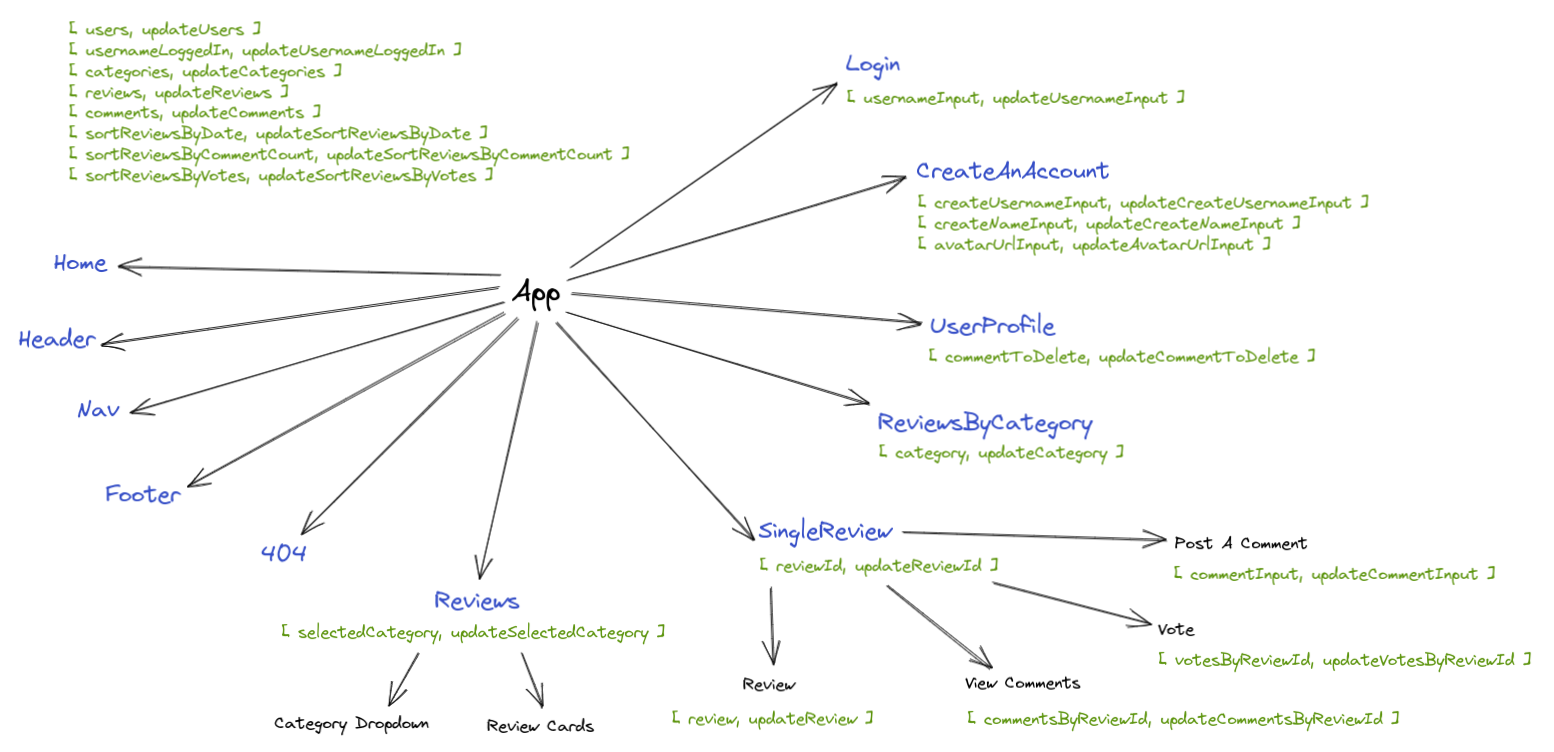 [ users, updateUsers ]
[ usernameLoggedIn, updateUsernameLoggedIn ]
[ categories, updateCategories ]
[ reviews, updateReviews ]
[ comments, updateComments ]
[ sortReviewsByDate, updateSortReviewsByDate ]
[ sortReviewsByCommentCount, updateSortReviewsByCommentCount ]
[ sortReviewsByVotes, updateSortReviewsByVotes ]
Login
[ usernameInput, updateUsernameInput ]
CreateAnAccount
[ createUsernameInput, updateCreateUsernameInput ]
[ createNameInput, updateCreateNameInput ]
[ avatarUrlInput, updateAvatarUrlInput ]
Home
App
Header
UserProfile
[ commentToDelete, updateCommentToDelete ]
Nav
ReviewsByCategory
[ category, updateCategory ]
Footer
404
SingleReview
[ reviewId, updateReviewId ]
Post A Comment
[ commentInput, updateCommentInput ]
Reviews
[ selectedCategory, updateSelectedCategory ]
Vote
[ votesByReviewId, updateVotesByReviewId ]
Category Dropdown
Review Cards
Review
[ review, updateReview ]
View Comments
[ commentsByReviewId, updateCommentsByReviewId ]